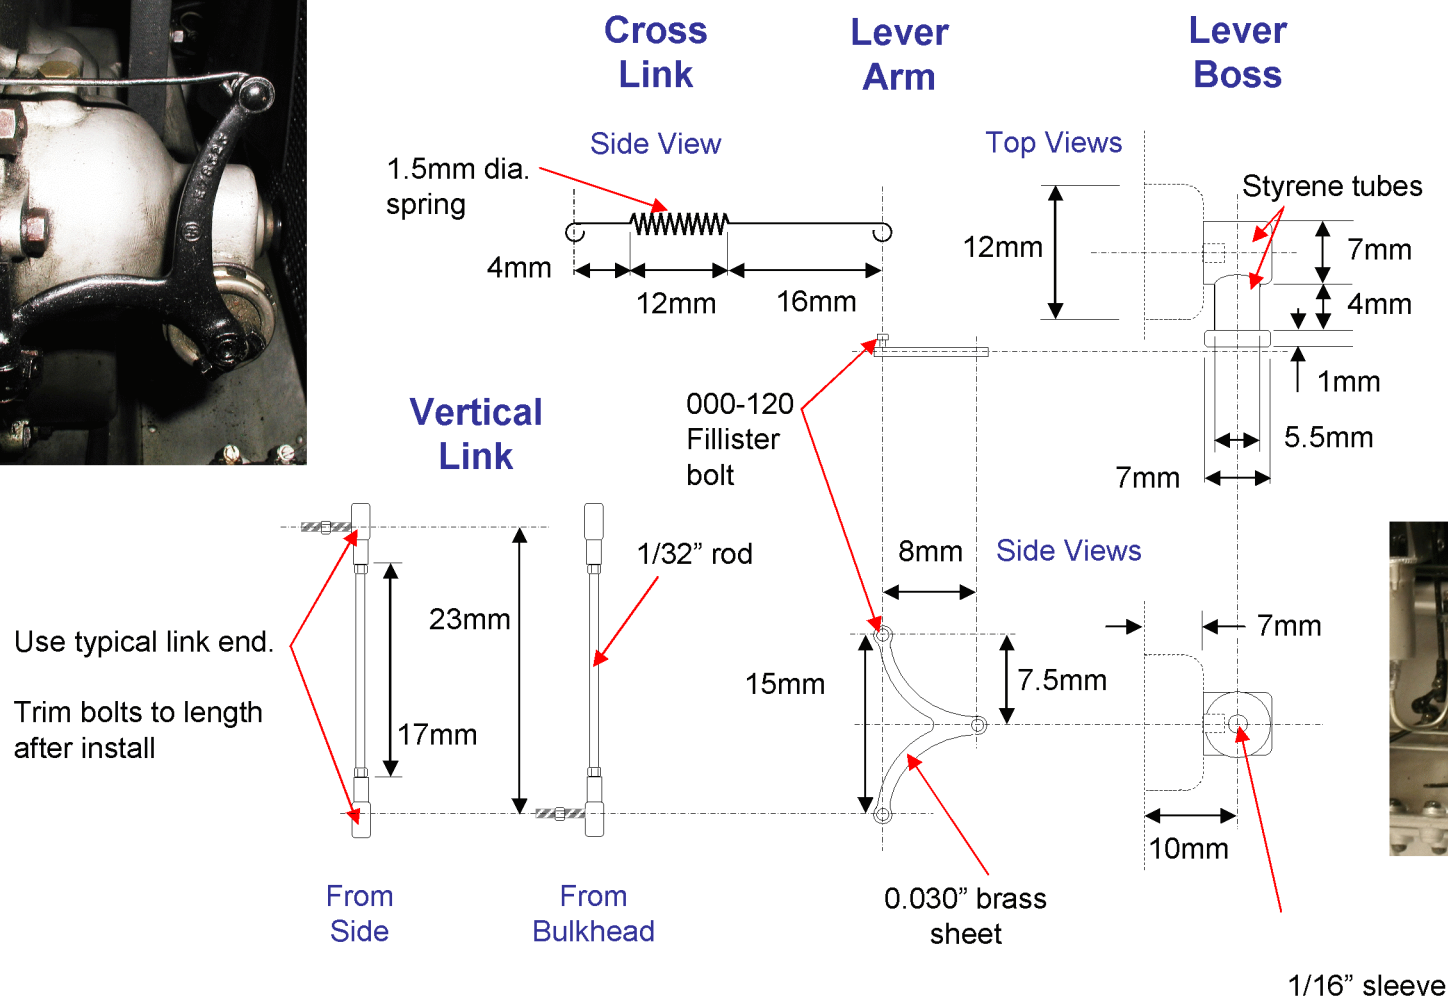 Cross
Link
Lever
Arm
Lever
Boss
Side View
Top Views
1.5mm dia.
spring
Styrene tubes
4mm
12mm
16mm
12mm
7mm
4mm
1mm
5.5mm
7mm
Vertical
Link
000-120
Fillister
bolt
1/32” rod
23mm
17mm
Use typical link end.
Trim bolts to length
after install
8mm
Side Views
15mm
7.5mm
7mm
10mm
From
Side
From
Bulkhead
0.030” brass
sheet
1/16” sleeve